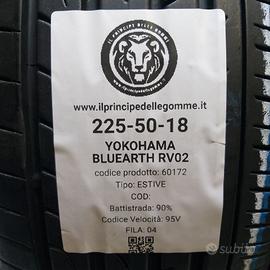 IL PRINCIPE DELLE GOMME
www.ilprincipedellegomme.it
225-50-18
YOKOHAMA
BLUEARTH RV02
codice prodotto: 60172
Tipo: ESTIVE
COD:
Battistrada: 90%
Codice Velocità: 95V
FILA: 04
subito